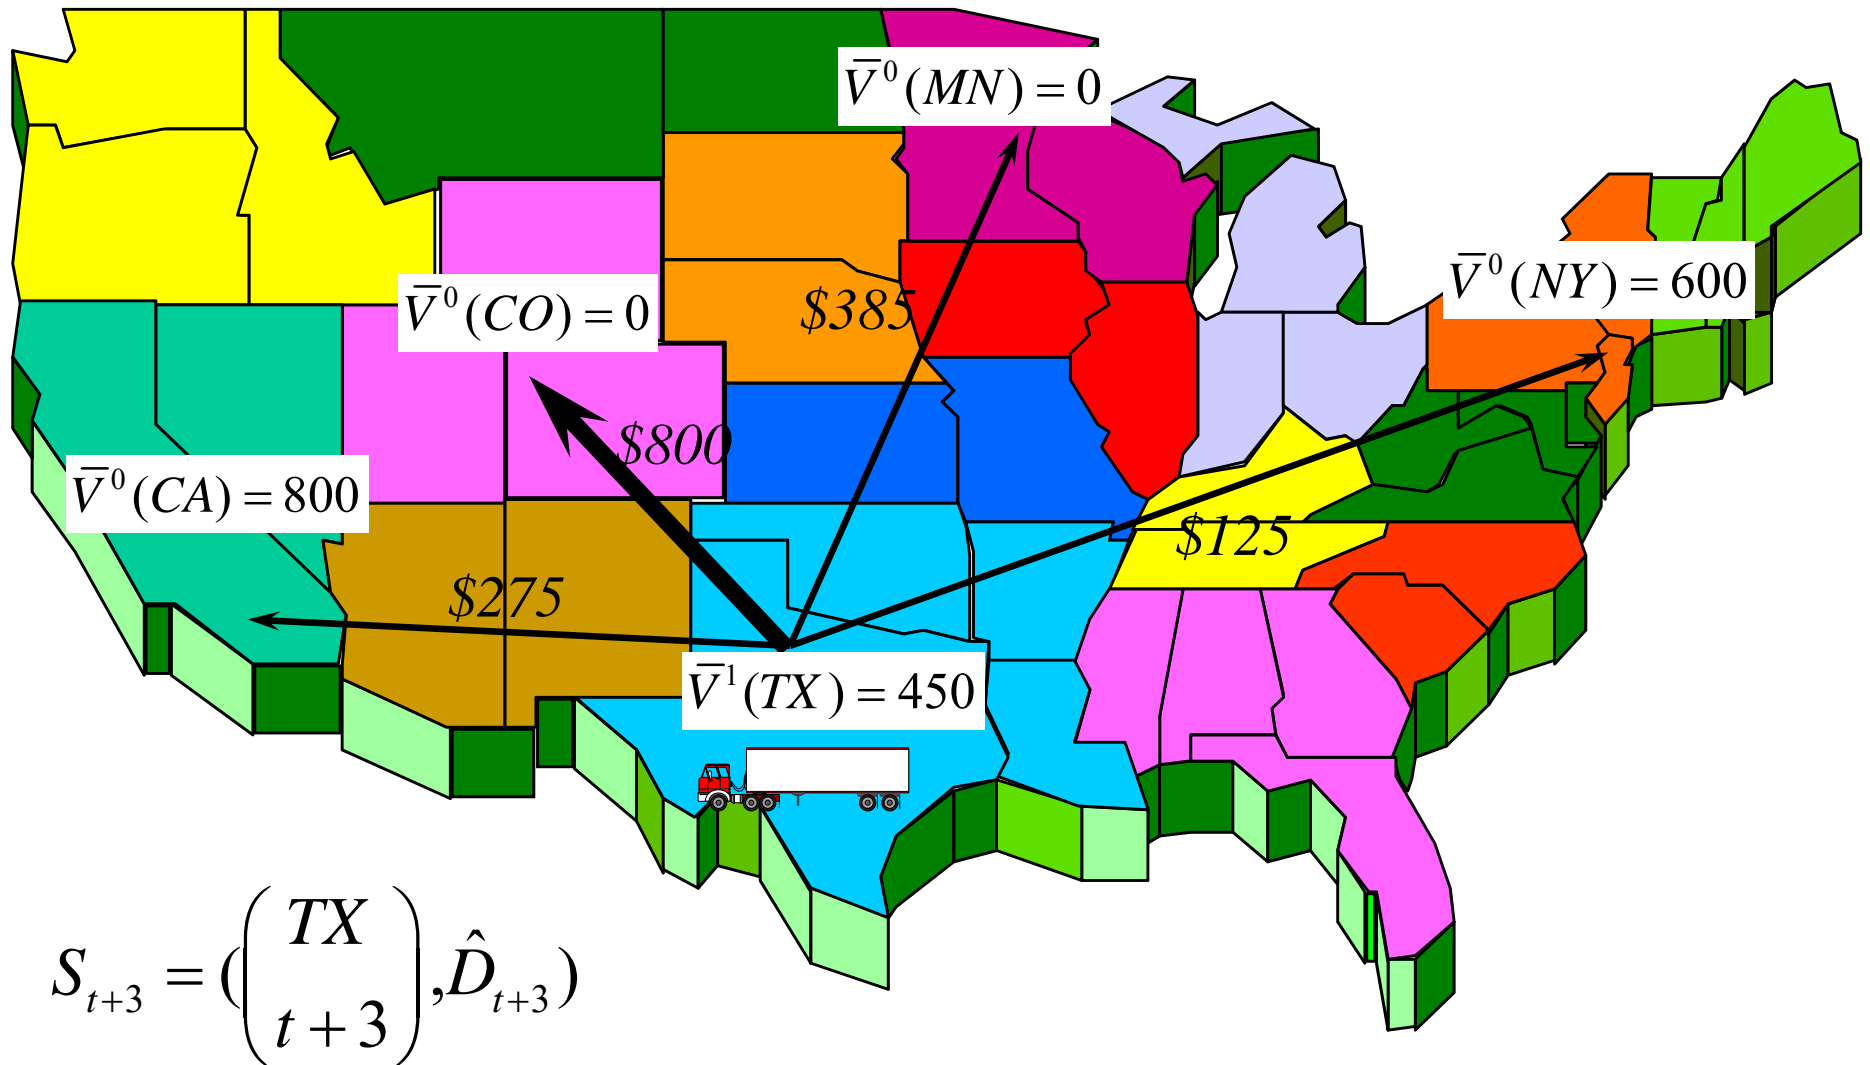 V̅⁰(MN) = 0
V̅⁰(NY) = 600
V̅⁰(CO) = 0
$385
$800
V̅⁰(CA) = 800
$125
$275
V̅¹(TX) = 450
S_{t+3} = ((TX
t + 3), D̂_{t+3})